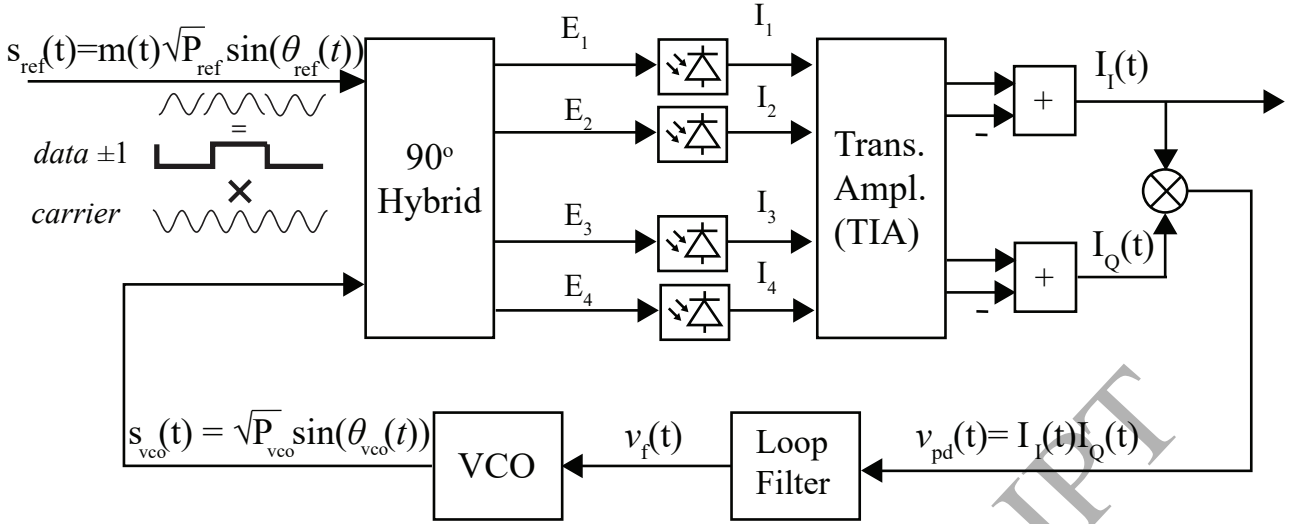 s_ref(t)=m(t)√P_ref sin(θ_ref(t))
=
data ±1
×
carrier
90° Hybrid
E_1
E_2
E_3
E_4
I_1
I_2
I_3
I_4
Trans.
Ampl.
(TIA)
+
-
+
-
I_I(t)
I_Q(t)
s_vco(t) = √P_vco sin(θ_vco(t))
VCO
v_f(t)
Loop
Filter
v_pd(t)= I_I(t)I_Q(t)
IPT